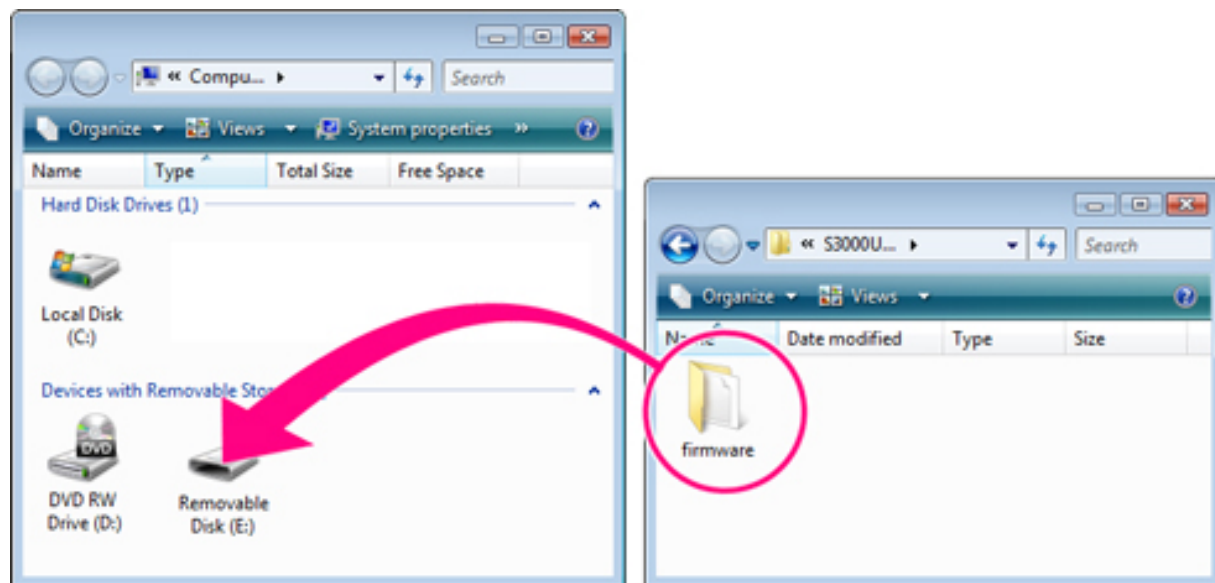 « Compu...
Search
Organize Views System properties »
Name Type Total Size Free Space
Hard Disk Drives (1)
Local Disk
(C:)
Devices with Removable
DVD
DVD RW
Drive (D:)
Removable
Disk (E:)
« S3000U...
Search
Organize Views
Date modified Type Size
firmware